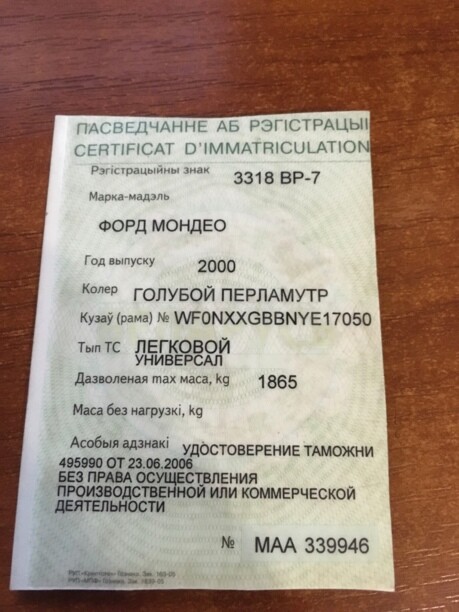 ПАСВЕДЧАННЕ АБ РЭГІСТРАЦЫІ
CERTIFICAT D'IMMATRICULATION
Рэгістрацыйны знак 3318 ВР-7
Марка-мадэль
ФОРД МОНДЕО
Год выпуску 2000
Колер ГОЛУБОЙ ПЕРЛАМУТР
Кузаў (рама) № WF0NXXGBBNYE17050
Тып ТС ЛЕГКОВОЙ
УНИВЕРСАЛ
Дазволеная max маса, kg 1865
Маса без нагрузкі, kg
Асобыя адзнакі УДОСТОВЕРЕНИЕ ТАМОЖНИ
495990 ОТ 23.06.2006
БЕЗ ПРАВА ОСУЩЕСТВЛЕНИЯ
ПРОИЗВОДСТВЕННОЙ ИЛИ КОММЕРЧЕСКОЙ
ДЕЯТЕЛЬНОСТИ
№ МАА 339946